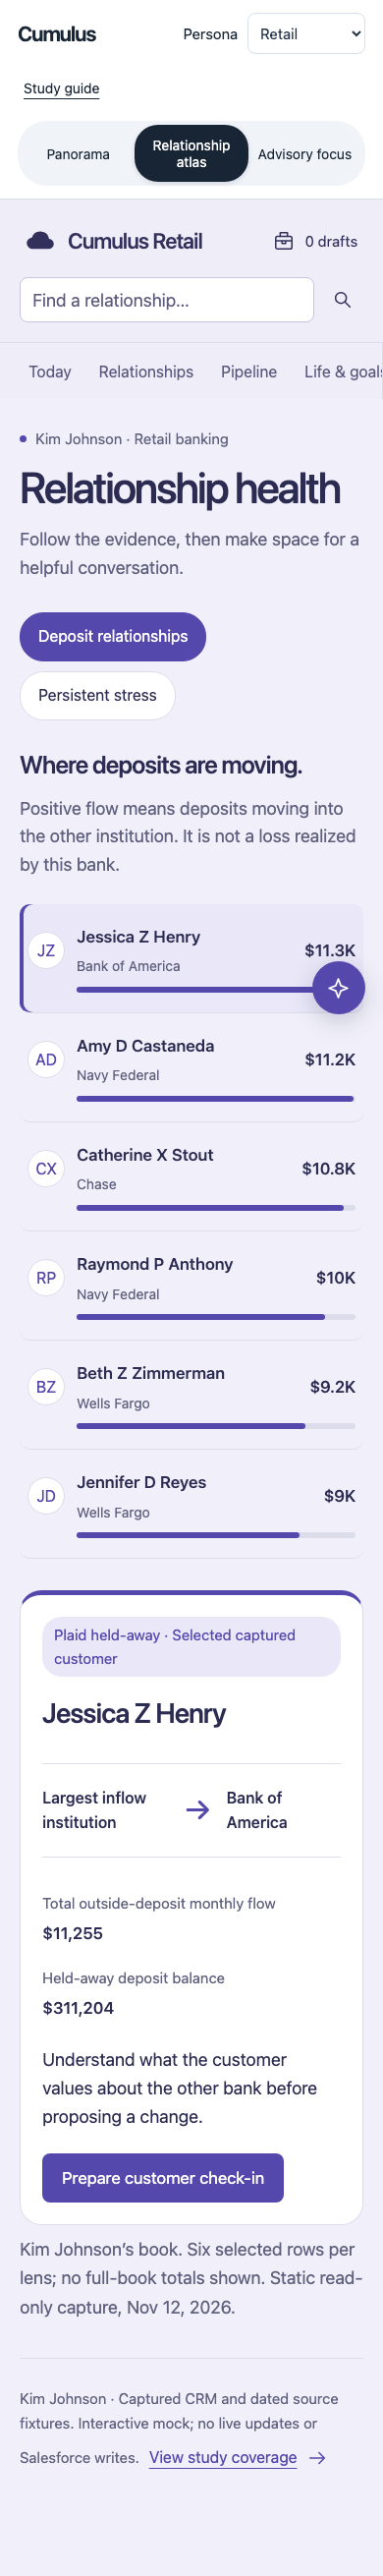 Cumulus
Persona
Retail
Study guide
Panorama
Relationship
atlas
Advisory focus
Cumulus Retail
0 drafts
Find a relationship...
Today
Relationships
Pipeline
Life & goals
Kim Johnson · Retail banking
Relationship health
Follow the evidence, then make space for a
helpful conversation.
Deposit relationships
Persistent stress
Where deposits are moving.
Positive flow means deposits moving into
the other institution. It is not a loss realized
by this bank.
JZ
Jessica Z Henry
Bank of America
$11.3K
AD
Amy D Castaneda
Navy Federal
$11.2K
CX
Catherine X Stout
Chase
$10.8K
RP
Raymond P Anthony
Navy Federal
$10K
BZ
Beth Z Zimmerman
Wells Fargo
$9.2K
JD
Jennifer D Reyes
Wells Fargo
$9K
Plaid held-away · Selected captured
customer
Jessica Z Henry
Largest inflow
institution
Bank of
America
Total outside-deposit monthly flow
$11,255
Held-away deposit balance
$311,204
Understand what the customer
values about the other bank before
proposing a change.
Prepare customer check-in
Kim Johnson’s book. Six selected rows per
lens; no full-book totals shown. Static read-
only capture, Nov 12, 2026.
Kim Johnson · Captured CRM and dated source
fixtures. Interactive mock; no live updates or
Salesforce writes. View study coverage